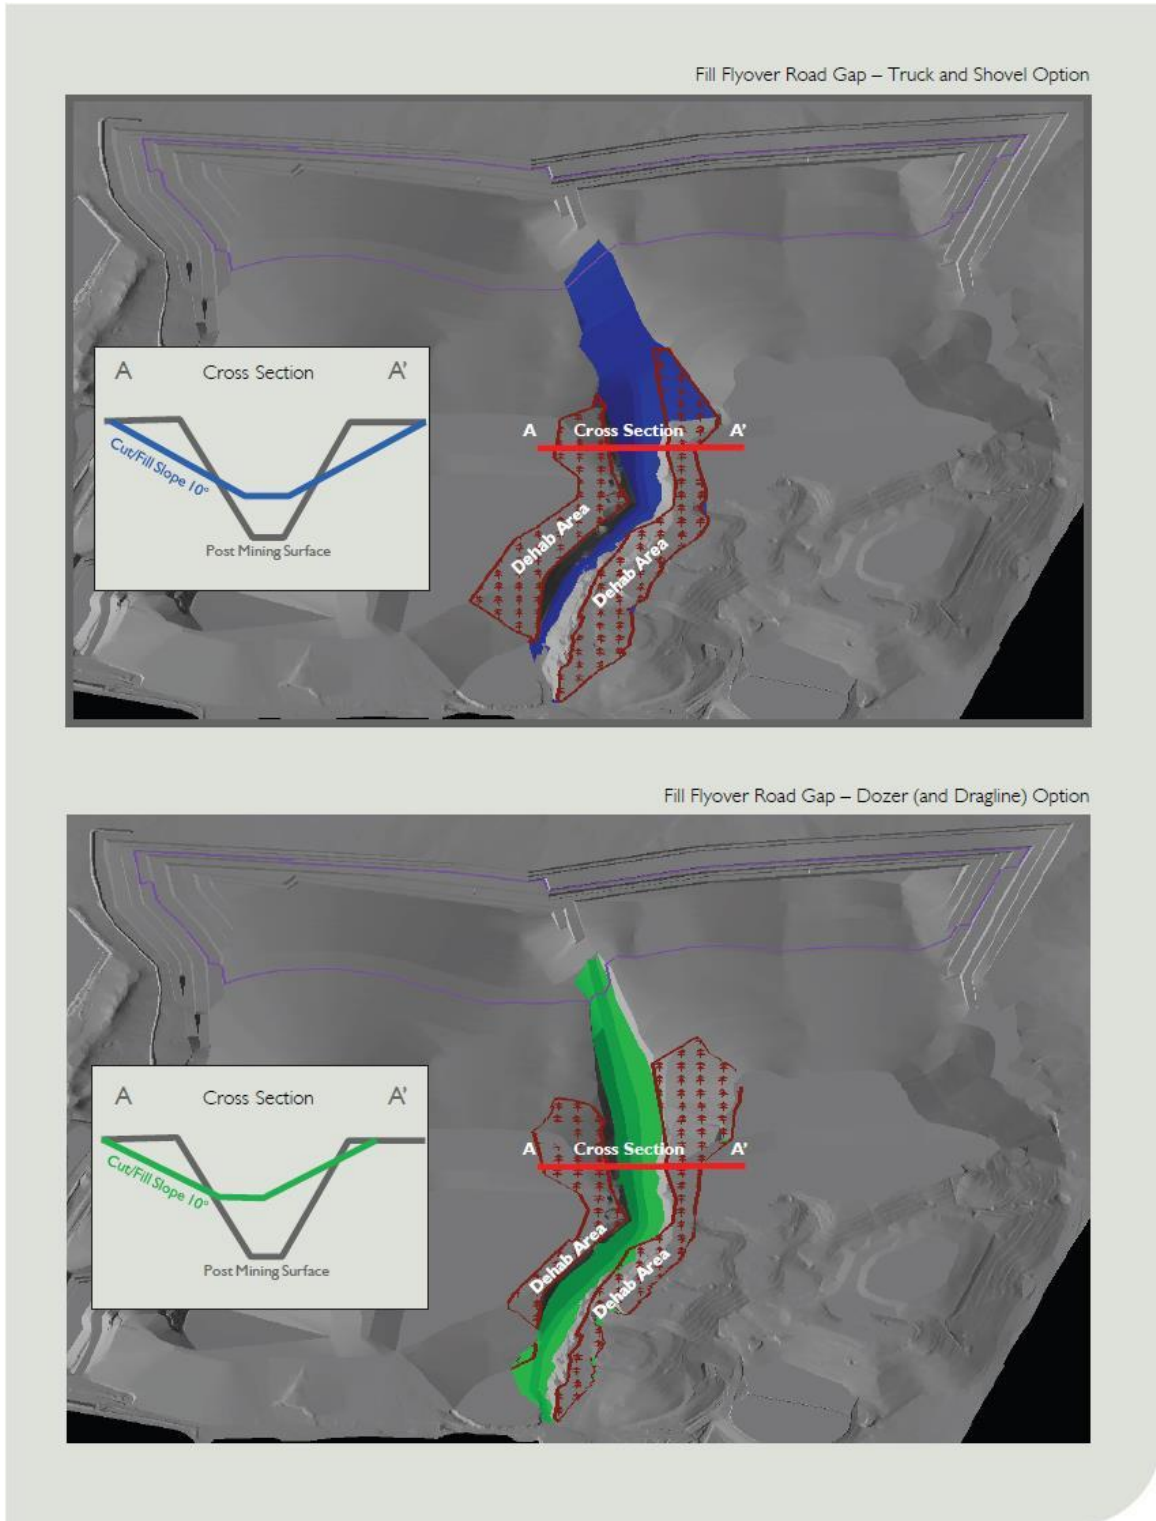 Fill Flyover Road Gap – Truck and Shovel Option
A Cross Section A'
Cut/Fill Slope 10°
Post Mining Surface
A Cross Section A'
Dehab Area
Dehab Area
Fill Flyover Road Gap – Dozer (and Dragline) Option
A Cross Section A'
Cut/Fill Slope 10°
Post Mining Surface
A Cross Section A'
Dehab Area
Dehab Area